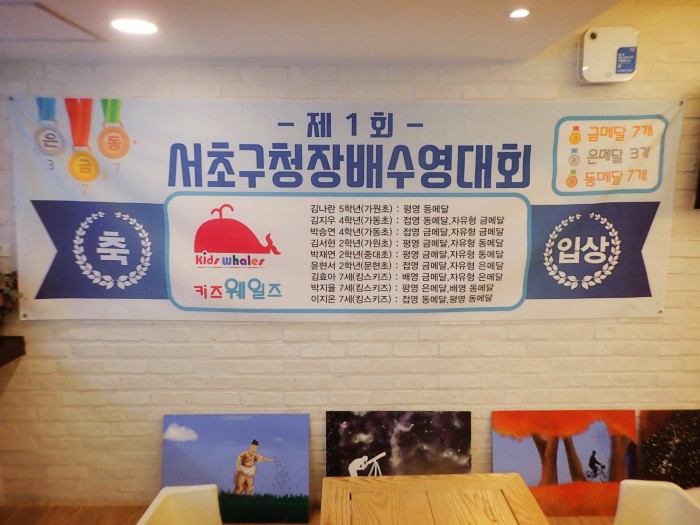 - 제 1 회 -
서초구청장배수영대회
은 금 동
3 7 7
금메달 7개
은메달 3개
동메달 7개
축
입상
Kids Whales
키즈웨일즈
김나란 5학년(가원초) : 평영 동메달
김지우 4학년(가동초) : 접영 동메달,자유형 금메달
박승연 4학년(가동초) : 접영 금메달,자유형 금메달
김서현 2학년(가원초) : 평영 금메달,자유형 동메달
박재연 2학년(중대초) : 평영 금메달,자유형 동메달
윤현서 2학년(문현초) : 접영 금메달,자유형 은메달
김효아 7세(킹스키즈) : 배영 금메달,자유형 은메달
박지율 7세(킹스키즈) : 평영 은메달,배영 동메달
이지온 7세(킹스키즈) : 접영 동메달,평영 동메달